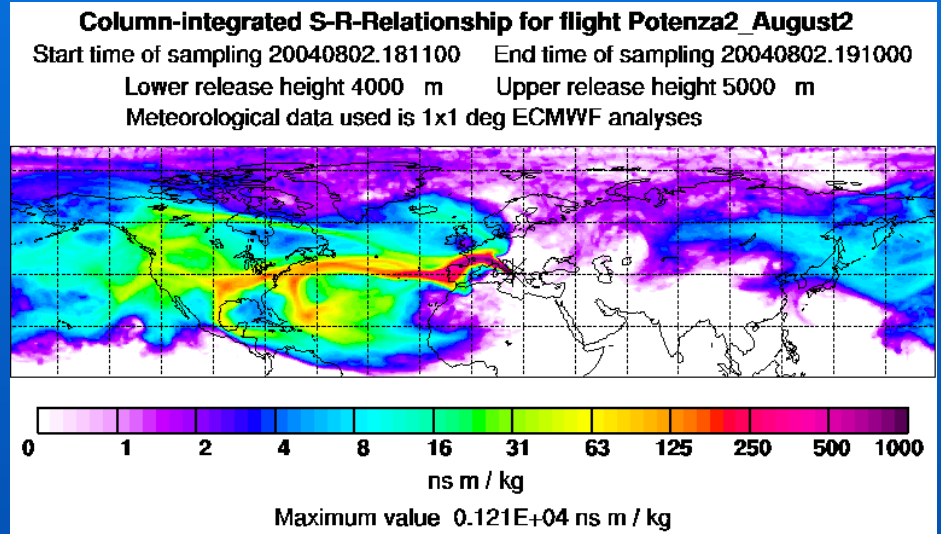 Column-integrated S-R-Relationship for flight Potenza2_August2
Start time of sampling 20040802.181100 End time of sampling 20040802.191000
Lower release height 4000 m Upper release height 5000 m
Meteorological data used is 1x1 deg ECMWF analyses
0 1 2 4 8 16 31 63 125 250 500 1000
ns m / kg
Maximum value 0.121E+04 ns m / kg